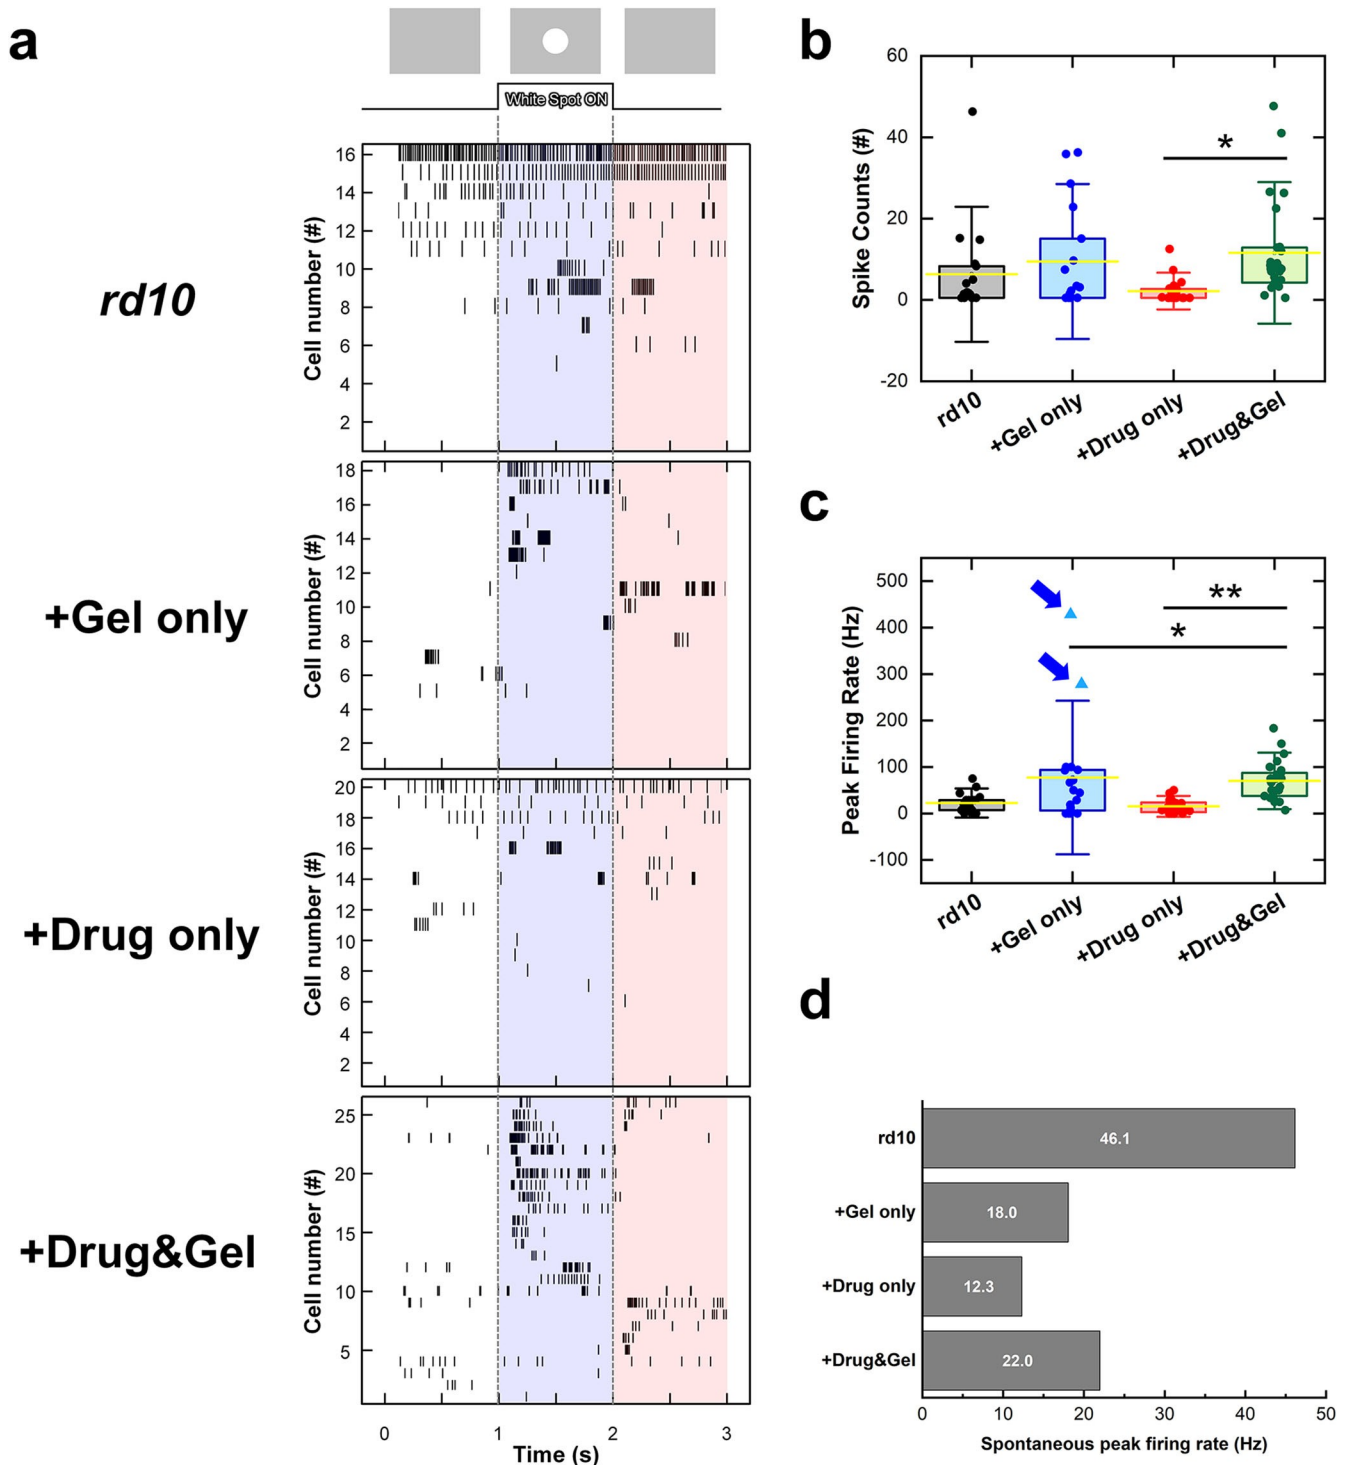 a
White Spot ON
rd10
Cell number (#)
16
14
12
10
8
6
4
2
+Gel only
Cell number (#)
18
16
14
12
10
8
6
4
2
+Drug only
Cell number (#)
20
18
16
14
12
10
8
6
4
2
+Drug&Gel
Cell number (#)
25
20
15
10
5
0 1 2 3
Time (s)
b
Spike Counts (#)
60
40
20
0
-20
*
rd10 +Gel only +Drug only +Drug&Gel
c
Peak Firing Rate (Hz)
500
400
300
200
100
0
-100
**
*
rd10 +Gel only +Drug only +Drug&Gel
d
rd10 46.1
+Gel only 18.0
+Drug only 12.3
+Drug&Gel 22.0
0 10 20 30 40 50
Spontaneous peak firing rate (Hz)